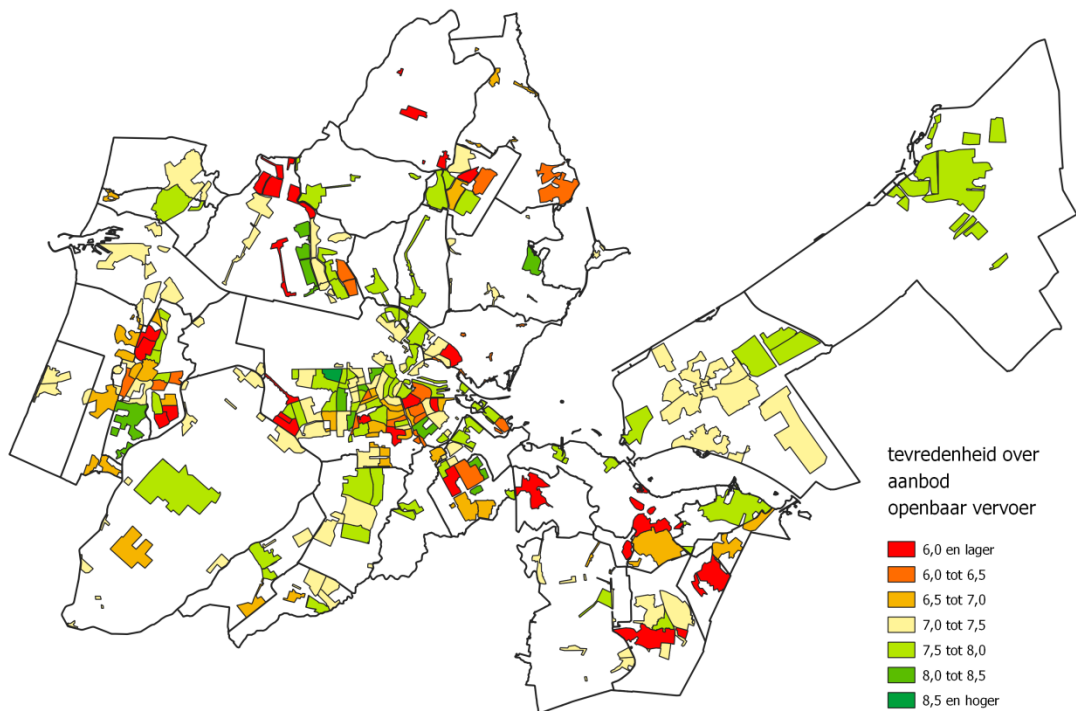 tevredenheid over
aanbod
openbaar vervoer
6,0 en lager
6,0 tot 6,5
6,5 tot 7,0
7,0 tot 7,5
7,5 tot 8,0
8,0 tot 8,5
8,5 en hoger